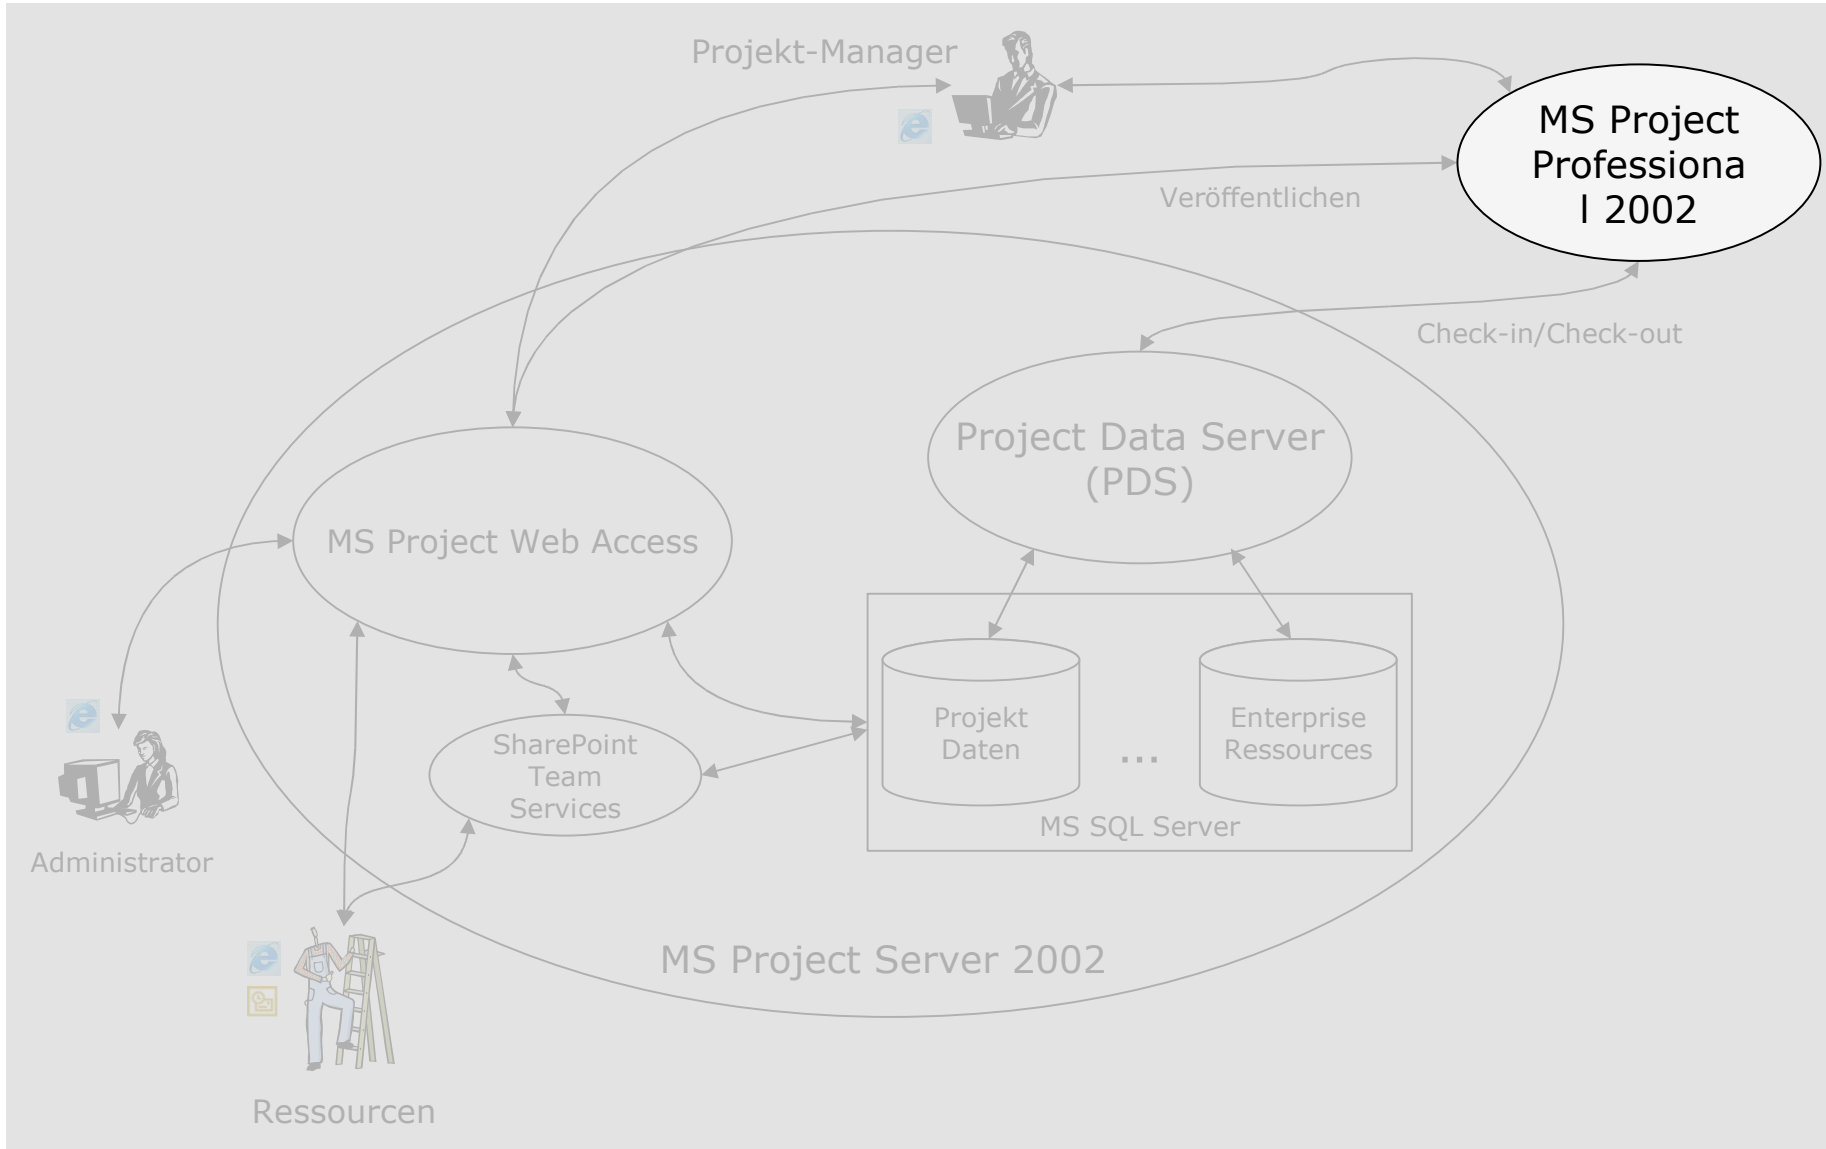 Projekt-Manager
MS Project
Professiona
l 2002
Veröffentlichen
Check-in/Check-out
Project Data Server
(PDS)
MS Project Web Access
Projekt
Daten
...
Enterprise
Ressources
SharePoint
Team
Services
MS SQL Server
Administrator
MS Project Server 2002
Ressourcen